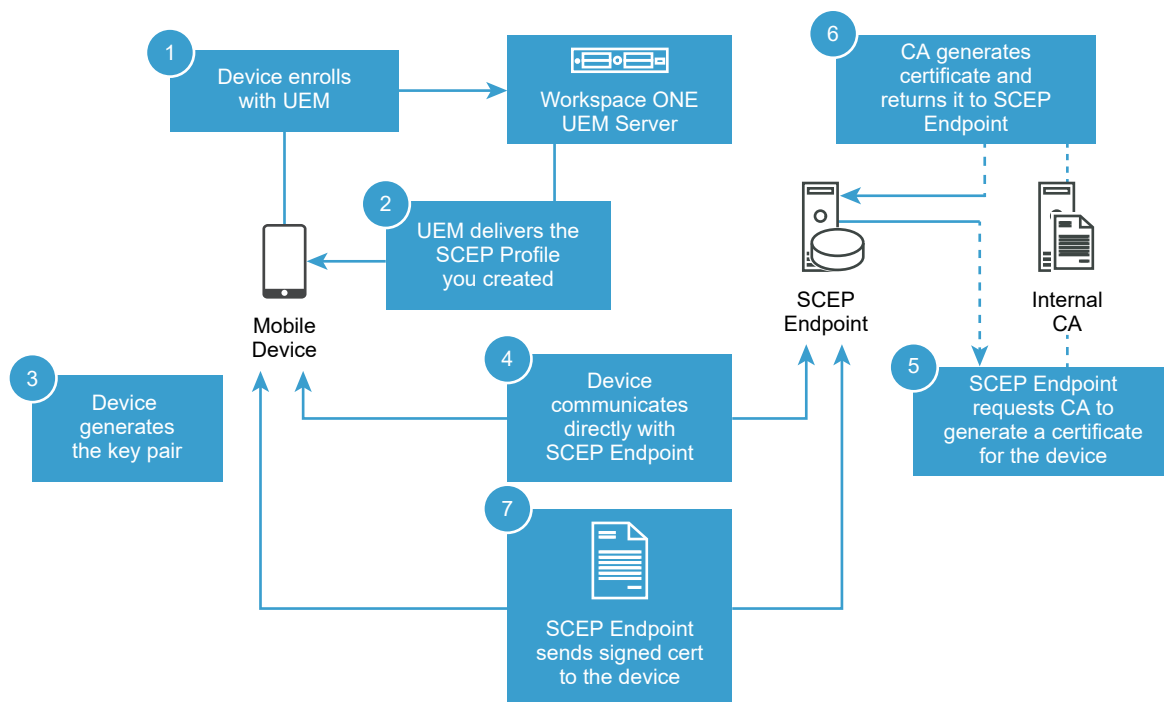 1
Device enrolls
with UEM
Workspace ONE
UEM Server
6
CA generates
certificate and
returns it to SCEP
Endpoint
2
UEM delivers the
SCEP Profile
you created
Mobile
Device
SCEP
Endpoint
Internal
CA
3
Device
generates
the key pair
4
Device
communicates
directly with
SCEP Endpoint
5
SCEP Endpoint
requests CA to
generate a certificate
for the device
7
SCEP Endpoint
sends signed cert
to the device